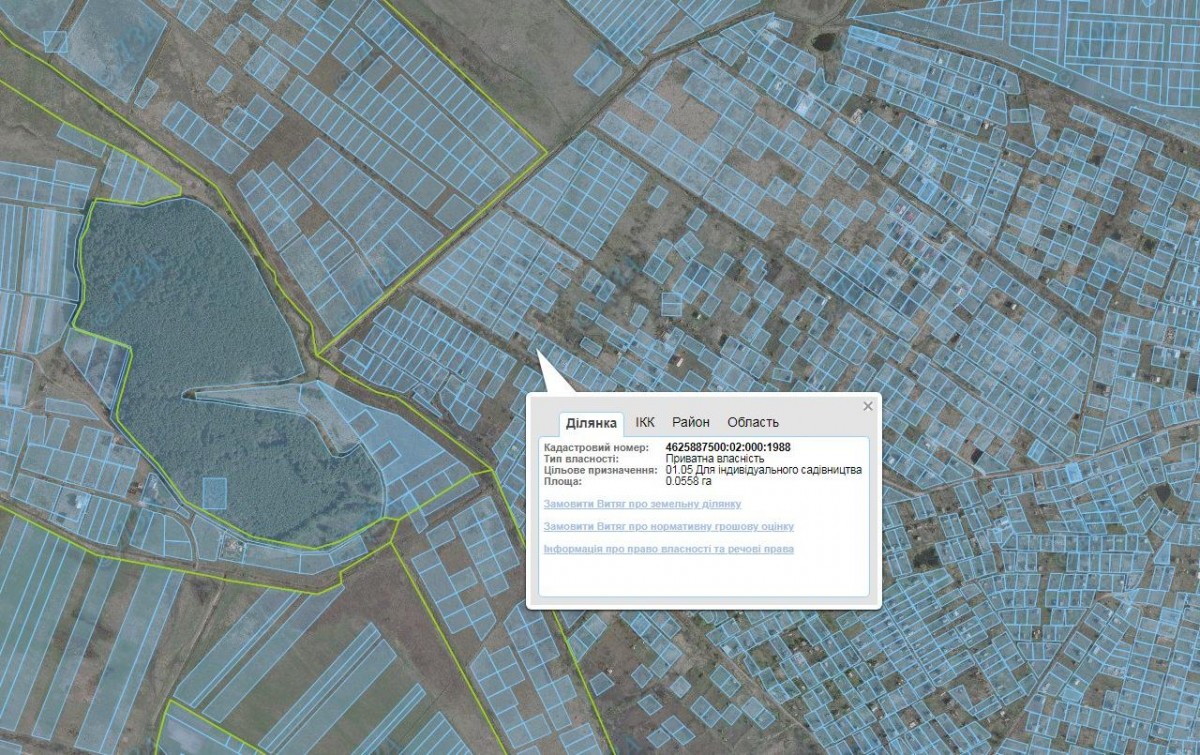 Ділянка ІКК Район Область
Кадастровий номер: 4625887500:02:000:1988
Тип власності: Приватна власність
Цільове призначення: 01.05 Для індивідуального садівництва
Площа: 0.0558 га
Замовити Витяг про земельну ділянку
Замовити Витяг про нормативну грошову оцінку
Інформація про право власності та речові права